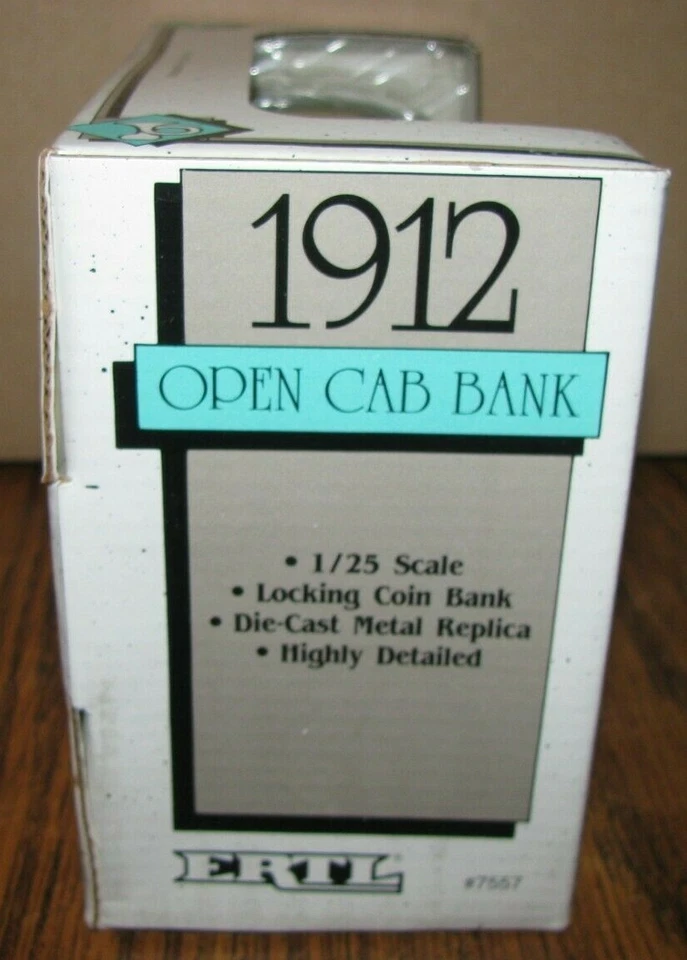 1912
OPEN CAB BANK
• 1/25 Scale
• Locking Coin Bank
• Die-Cast Metal Replica
• Highly Detailed
ERTL
#7557